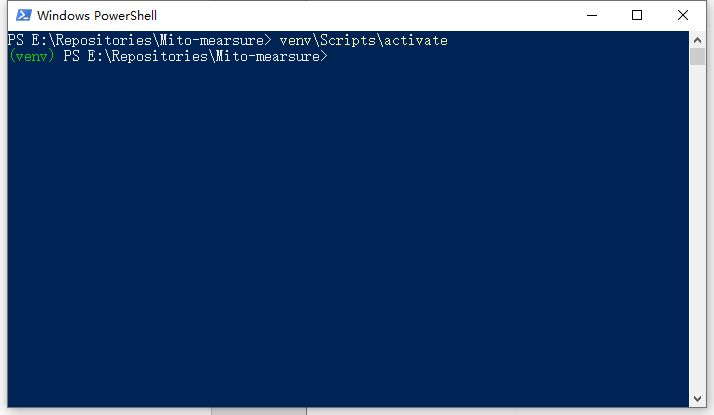 Windows PowerShell
PS E:\Repositories\Mito-mearsure> venv\Scripts\activate
(venv) PS E:\Repositories\Mito-mearsure>